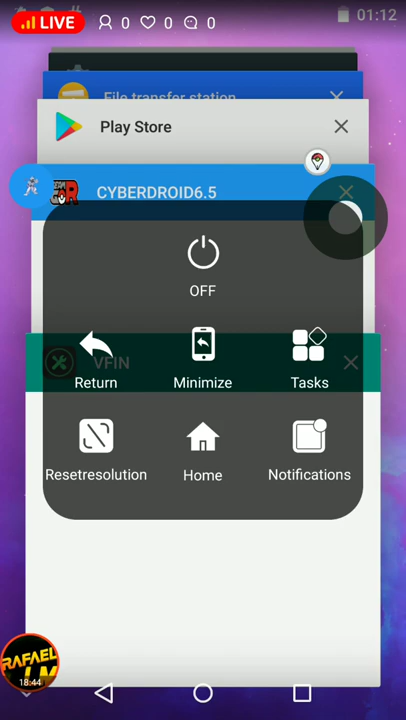 LIVE 0 0 0
01:12
File transfer station
Play Store
CYBERDROID6.5
OFF
VFIN
Return
Minimize
Tasks
Resetresolution
Home
Notifications
RAFAEL
LM
18:44